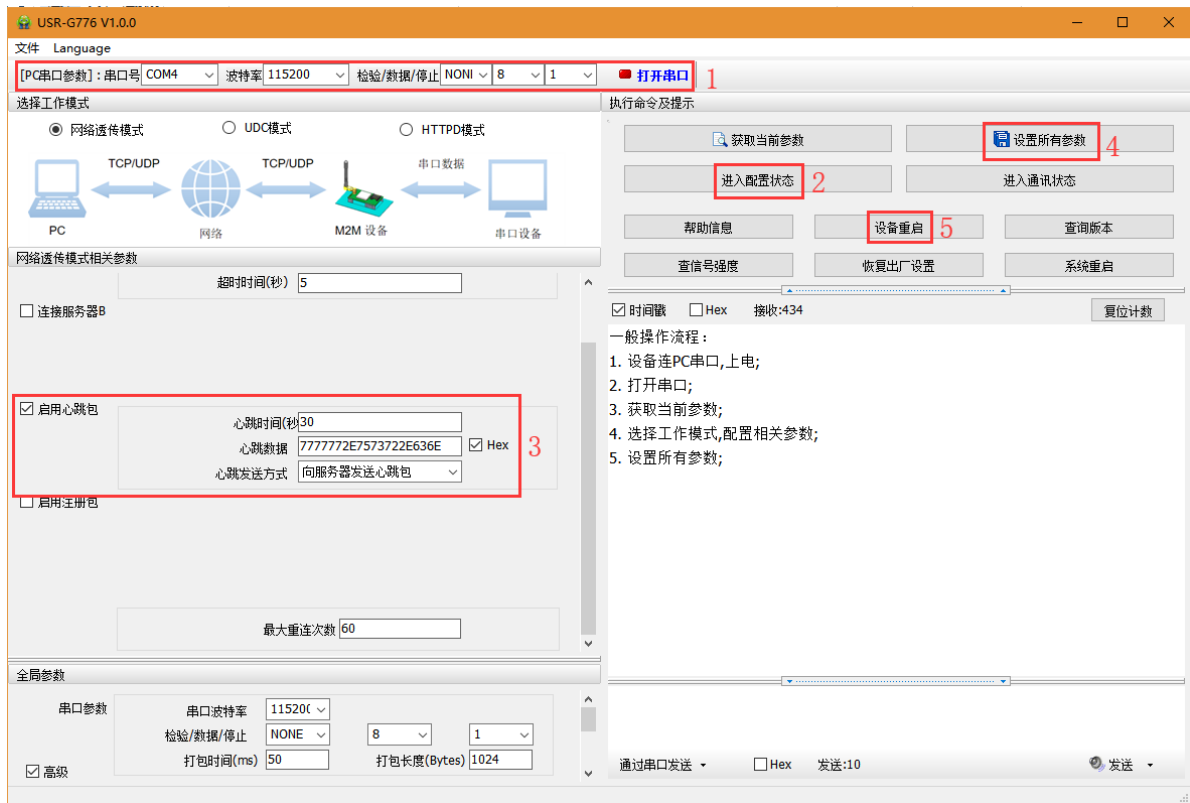 USR-G776 V1.0.0
文件 Language
[PC串口参数]:串口号 COM4 波特率 115200 检验/数据/停止 NONI 8 1 打开串口 1
选择工作模式
网络透传模式 UDC模式 HTTPD模式
TCP/UDP TCP/UDP 串口数据
PC 网络 M2M 设备 串口设备
网络透传模式相关参数
超时时间(秒) 5
连接服务器B
启用心跳包
心跳时间(秒 30
心跳数据 7777772E7573722E636E Hex 3
心跳发送方式 向服务器发送心跳包
启用注册包
最大重连次数 60
全局参数
串口参数 串口波特率 115200
检验/数据/停止 NONE 8 1
打包时间(ms) 50 打包长度(Bytes) 1024
高级
执行命令及提示
获取当前参数 设置所有参数 4
进入配置状态 2 进入通讯状态
帮助信息 设备重启 5 查询版本
查信号强度 恢复出厂设置 系统重启
时间戳 Hex 接收:434 复位计数
一般操作流程:
1. 设备连PC串口,上电;
2. 打开串口;
3. 获取当前参数;
4. 选择工作模式,配置相关参数;
5. 设置所有参数;
通过串口发送 Hex 发送:10 发送